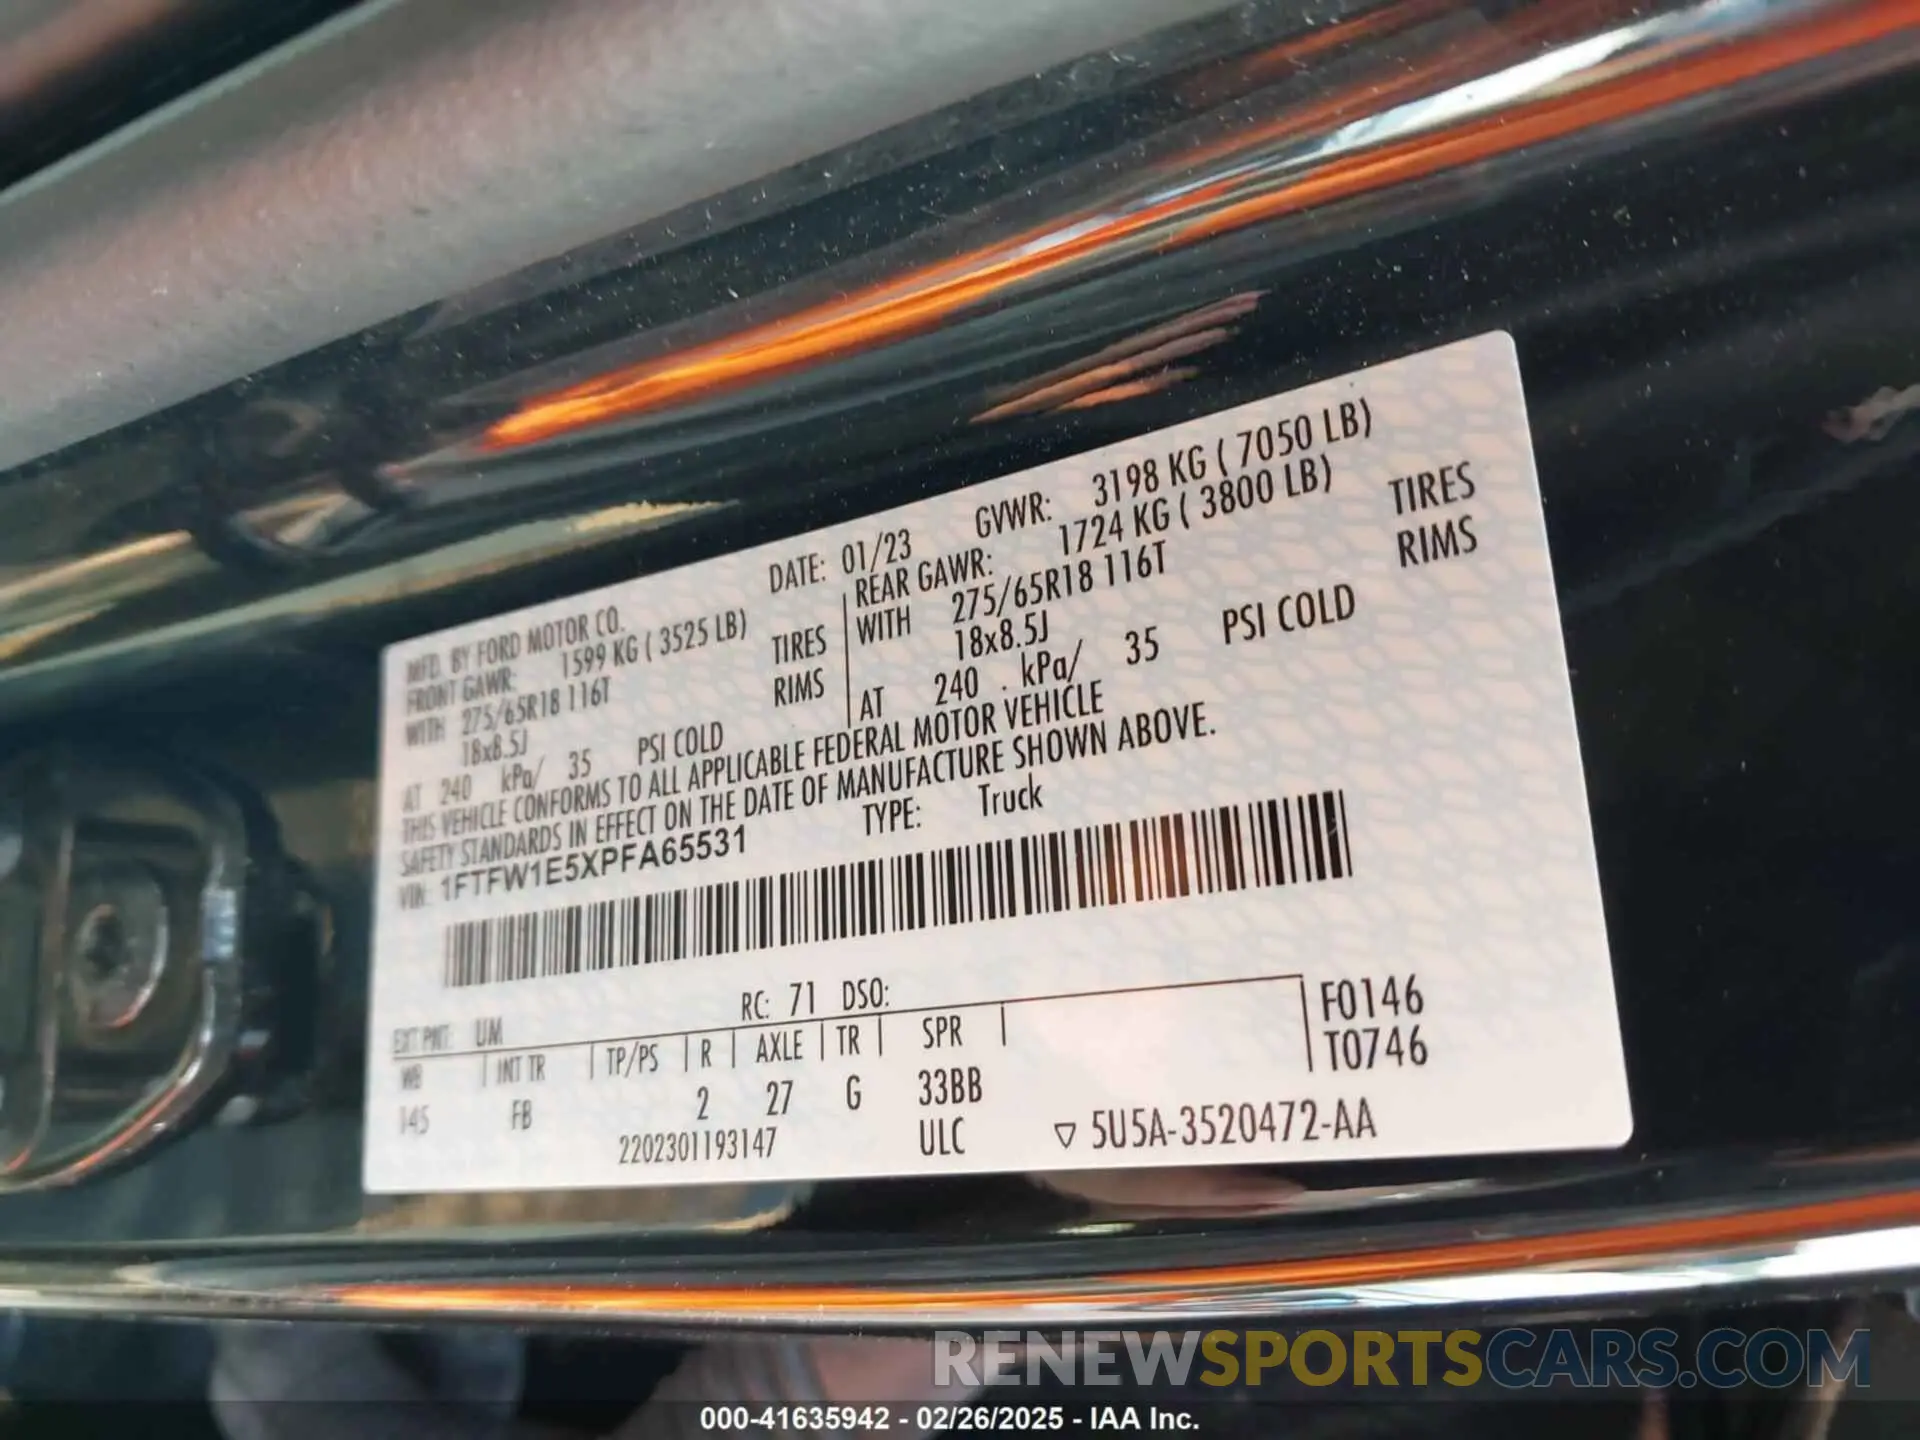 MFD. BY FORD MOTOR CO. DATE: 01/23 GVWR: 3198 KG ( 7050 LB)
FRONT GAWR: 1599 KG ( 3525 LB) REAR GAWR: 1724 KG ( 3800 LB)
WITH 275/65R18 116T TIRES WITH 275/65R18 116T TIRES
18x8.5J RIMS 18x8.5J RIMS
AT 240 kPa/ 35 PSI COLD AT 240 kPa/ 35 PSI COLD
THIS VEHICLE CONFORMS TO ALL APPLICABLE FEDERAL MOTOR VEHICLE
SAFETY STANDARDS IN EFFECT ON THE DATE OF MANUFACTURE SHOWN ABOVE.
VIN: 1FTFW1E5XPFA65531 TYPE: Truck
EXT PNT: UM RC: 71 DSO: F0146
WB INT TR TP/PS R AXLE TR SPR T0746
145 FB 2 27 G 33BB
2202301193147 ULC ▽ 5U5A-3520472-AA
RENEWSPORTSCARS.COM
000-41635942 - 02/26/2025 - IAA Inc.